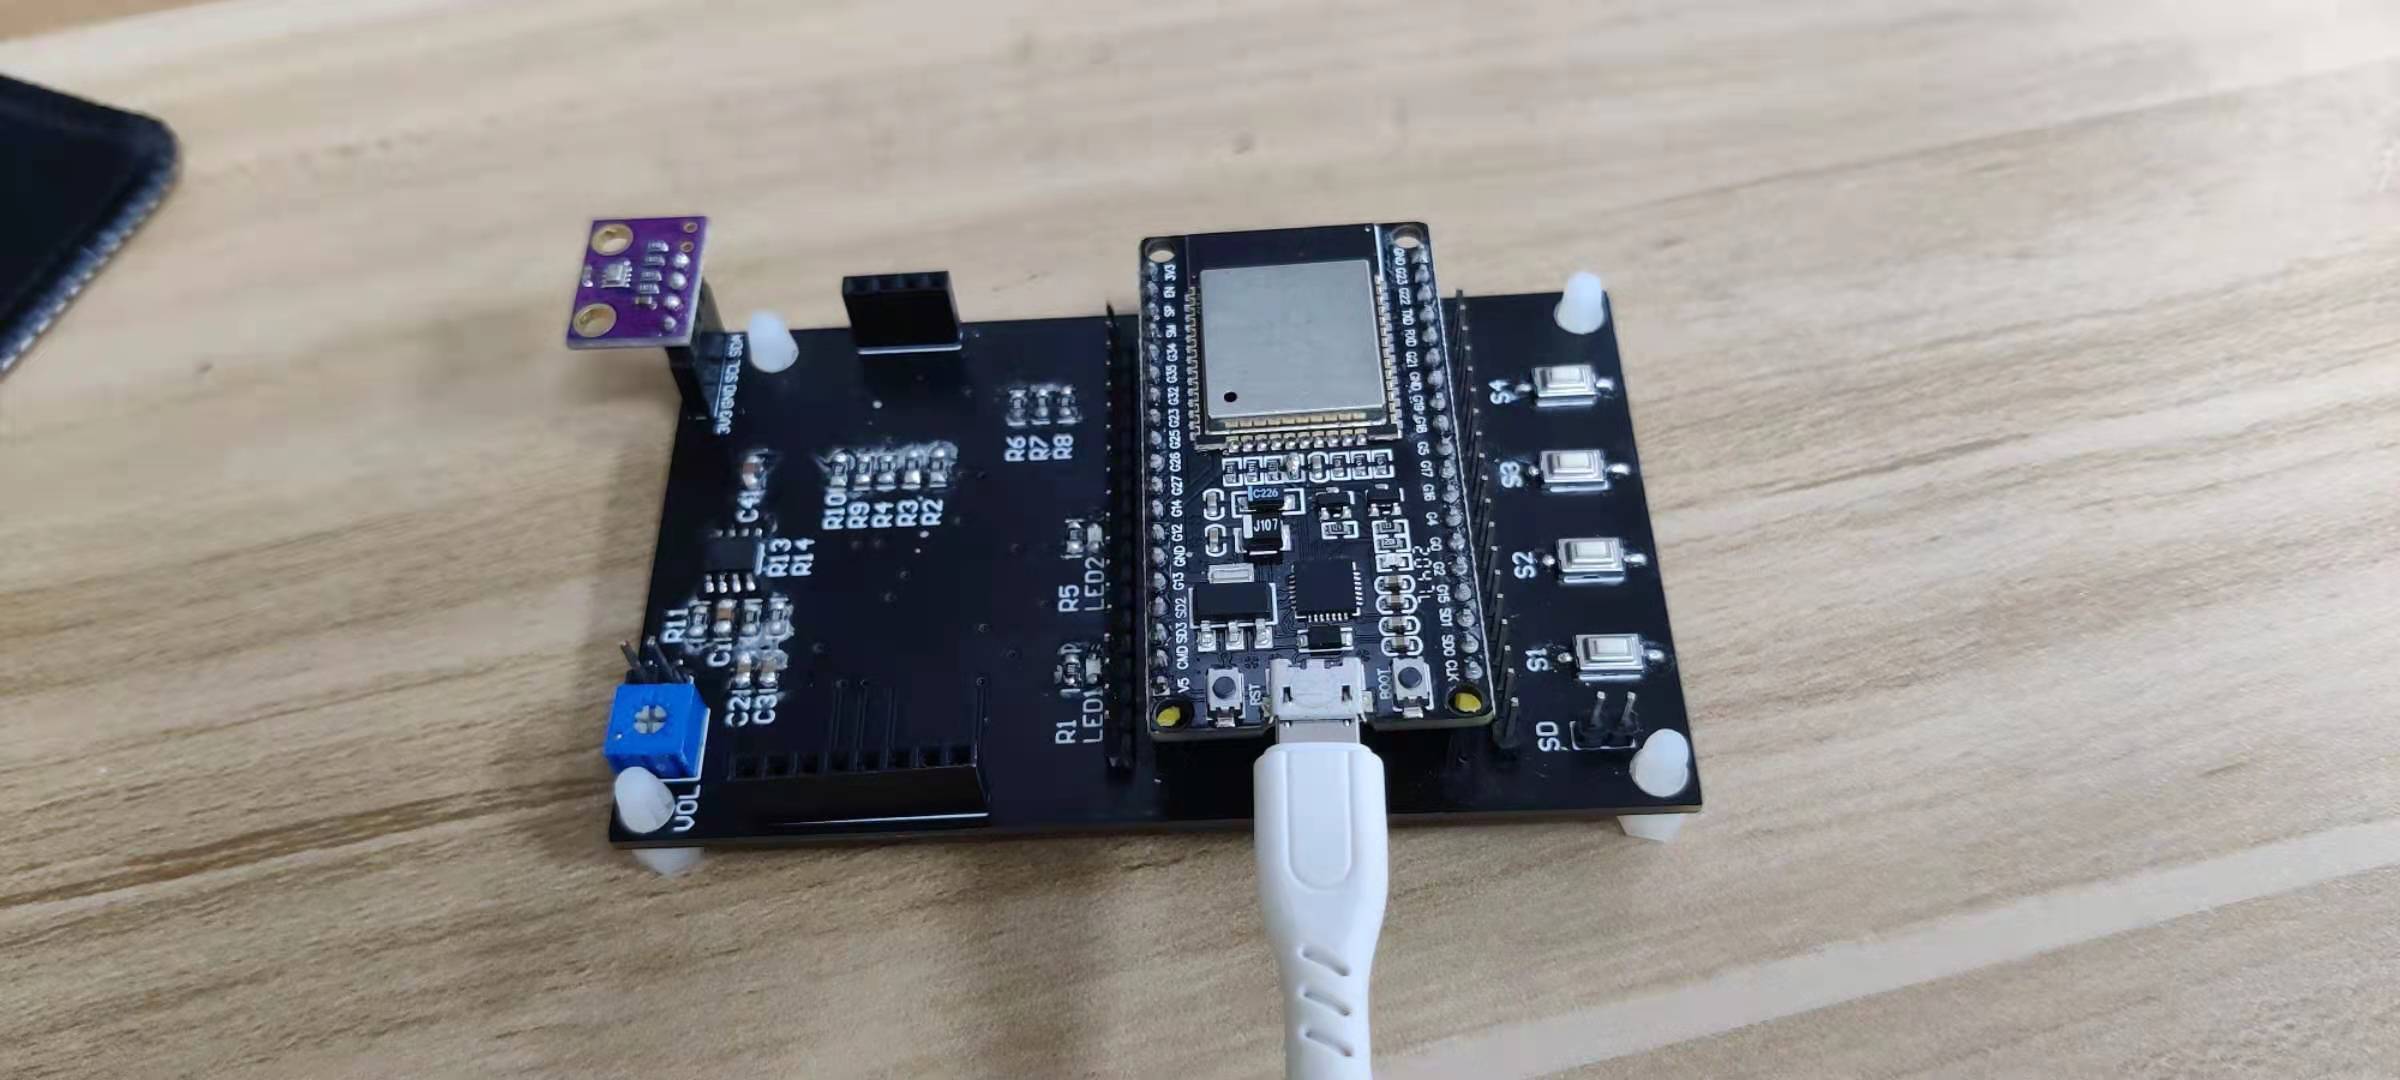 3V3 GND SCL SDA
C4
R13
R14
R11
C1
C2
C3
VOL
R10
R9
R4
R3
R2
R6
R7
R8
R5
LED2
R1
LED1
3V3
EN
SP
SN
G34
G35
G32
G23
G25
G26
G27
G14
G12
GND
G13
SD2
SD3
CMD
V5
C226
J107
RST
BOOT
GND
G23
G22
TXD
RXD
G21
GND
G19
G18
G5
G17
G16
G4
G0
G2
G15
SD1
SD0
CLK
S4
S3
S2
S1
SD